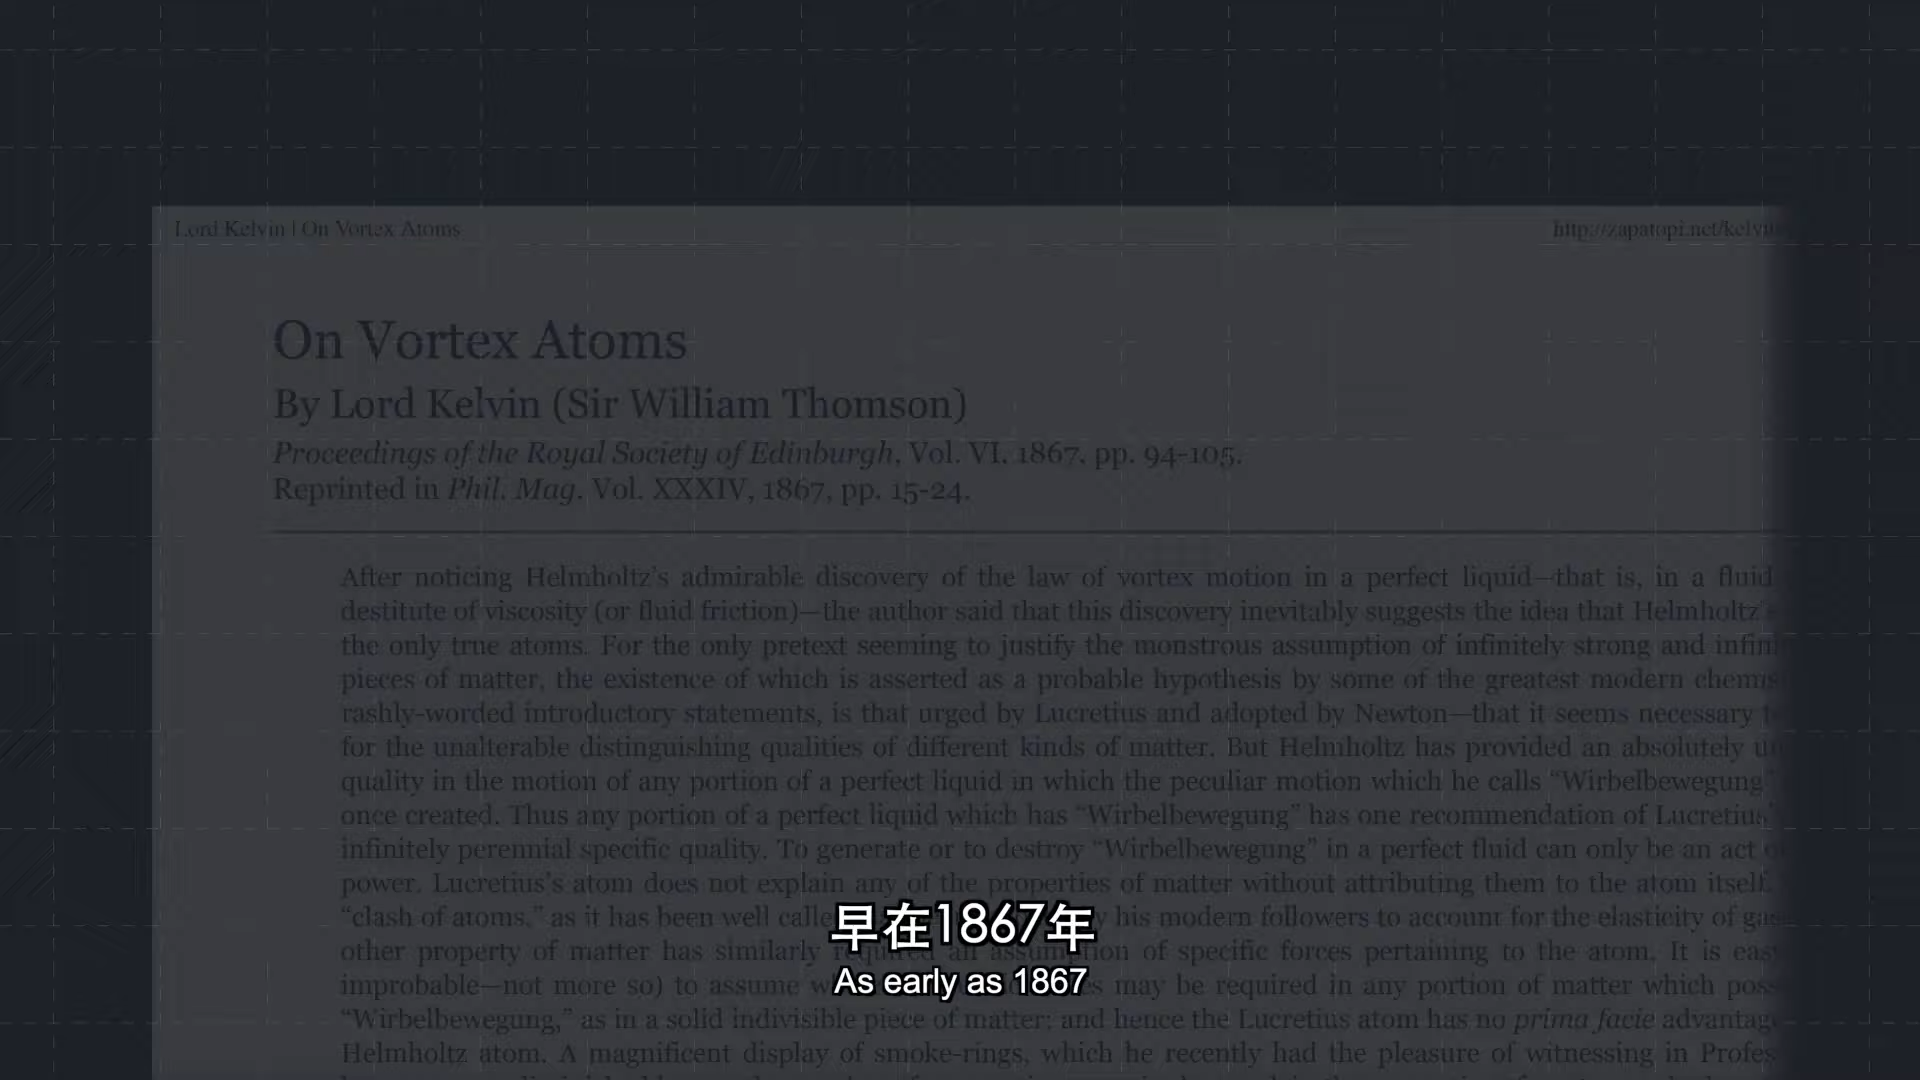 Lord Kelvin | On Vortex Atoms
http://zapatopi.net/kelvin
On Vortex Atoms
By Lord Kelvin (Sir William Thomson)
Proceedings of the Royal Society of Edinburgh, Vol. VI, 1867, pp. 94-105.
Reprinted in Phil. Mag. Vol. XXXIV, 1867, pp. 15-24.
After noticing Helmholtz's admirable discovery of the law of vortex motion in a perfect liquid—that is, in a fluid
destitute of viscosity (or fluid friction)—the author said that this discovery inevitably suggests the idea that Helmholtz's
the only true atoms. For the only pretext seeming to justify the monstrous assumption of infinitely strong and
pieces of matter, the existence of which is asserted as a probable hypothesis by some of the greatest modern
rashly-worded introductory statements, is that urged by Lucretius and adopted by Newton—that it seems necessary
for the unalterable distinguishing qualities of different kinds of matter. But Helmholtz has provided an absolutely
quality in the motion of any portion of a perfect liquid in which the peculiar motion which he calls “Wirbelbewegung”
once created. Thus any portion of a perfect liquid which has “Wirbelbewegung” has one recommendation of Lucretius'
infinitely perennial specific quality. To generate or to destroy “Wirbelbewegung” in a perfect fluid can only be an act
power. Lucretius's atom does not explain any of the properties of matter without attributing them to the atom itself.
“clash of atoms,” as it has been well his modern followers to account for the elasticity of
other property of matter has similarly required an assumption of specific forces pertaining to the atom. It is
improbable—not more so) to assume may be required in any portion of matter which
“Wirbelbewegung,” as in a solid indivisible piece of matter; and hence the Lucretius atom has no prima facie
Helmholtz atom. A magnificent display of smoke-rings, which he recently had the pleasure of witnessing in
早在1867年
As early as 1867